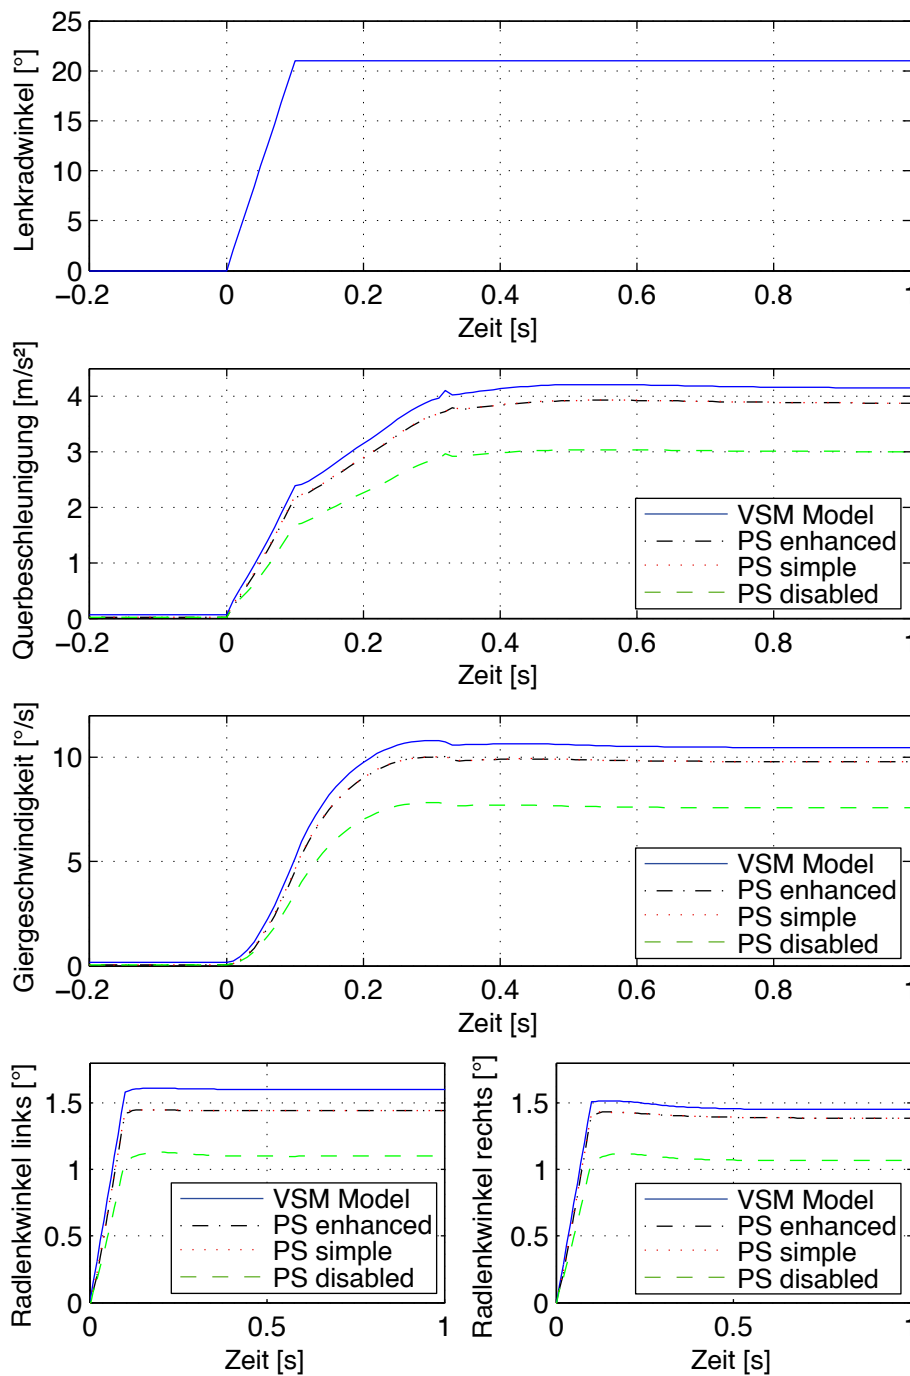 Lenkradwinkel [°]
25
20
15
10
5
0
−0.2 0 0.2 0.4 0.6 0.8 1
Zeit [s]
Querbeschleunigung [m/s²]
4
3
2
1
0
VSM Model
PS enhanced
PS simple
PS disabled
−0.2 0 0.2 0.4 0.6 0.8 1
Zeit [s]
Giergeschwindigkeit [°/s]
10
5
0
VSM Model
PS enhanced
PS simple
PS disabled
−0.2 0 0.2 0.4 0.6 0.8 1
Zeit [s]
Radlenkwinkel links [°]
1.5
1
0.5
0
VSM Model
PS enhanced
PS simple
PS disabled
0 0.5 1
Zeit [s]
Radlenkwinkel rechts [°]
1.5
1
0.5
0
VSM Model
PS enhanced
PS simple
PS disabled
0 0.5 1
Zeit [s]